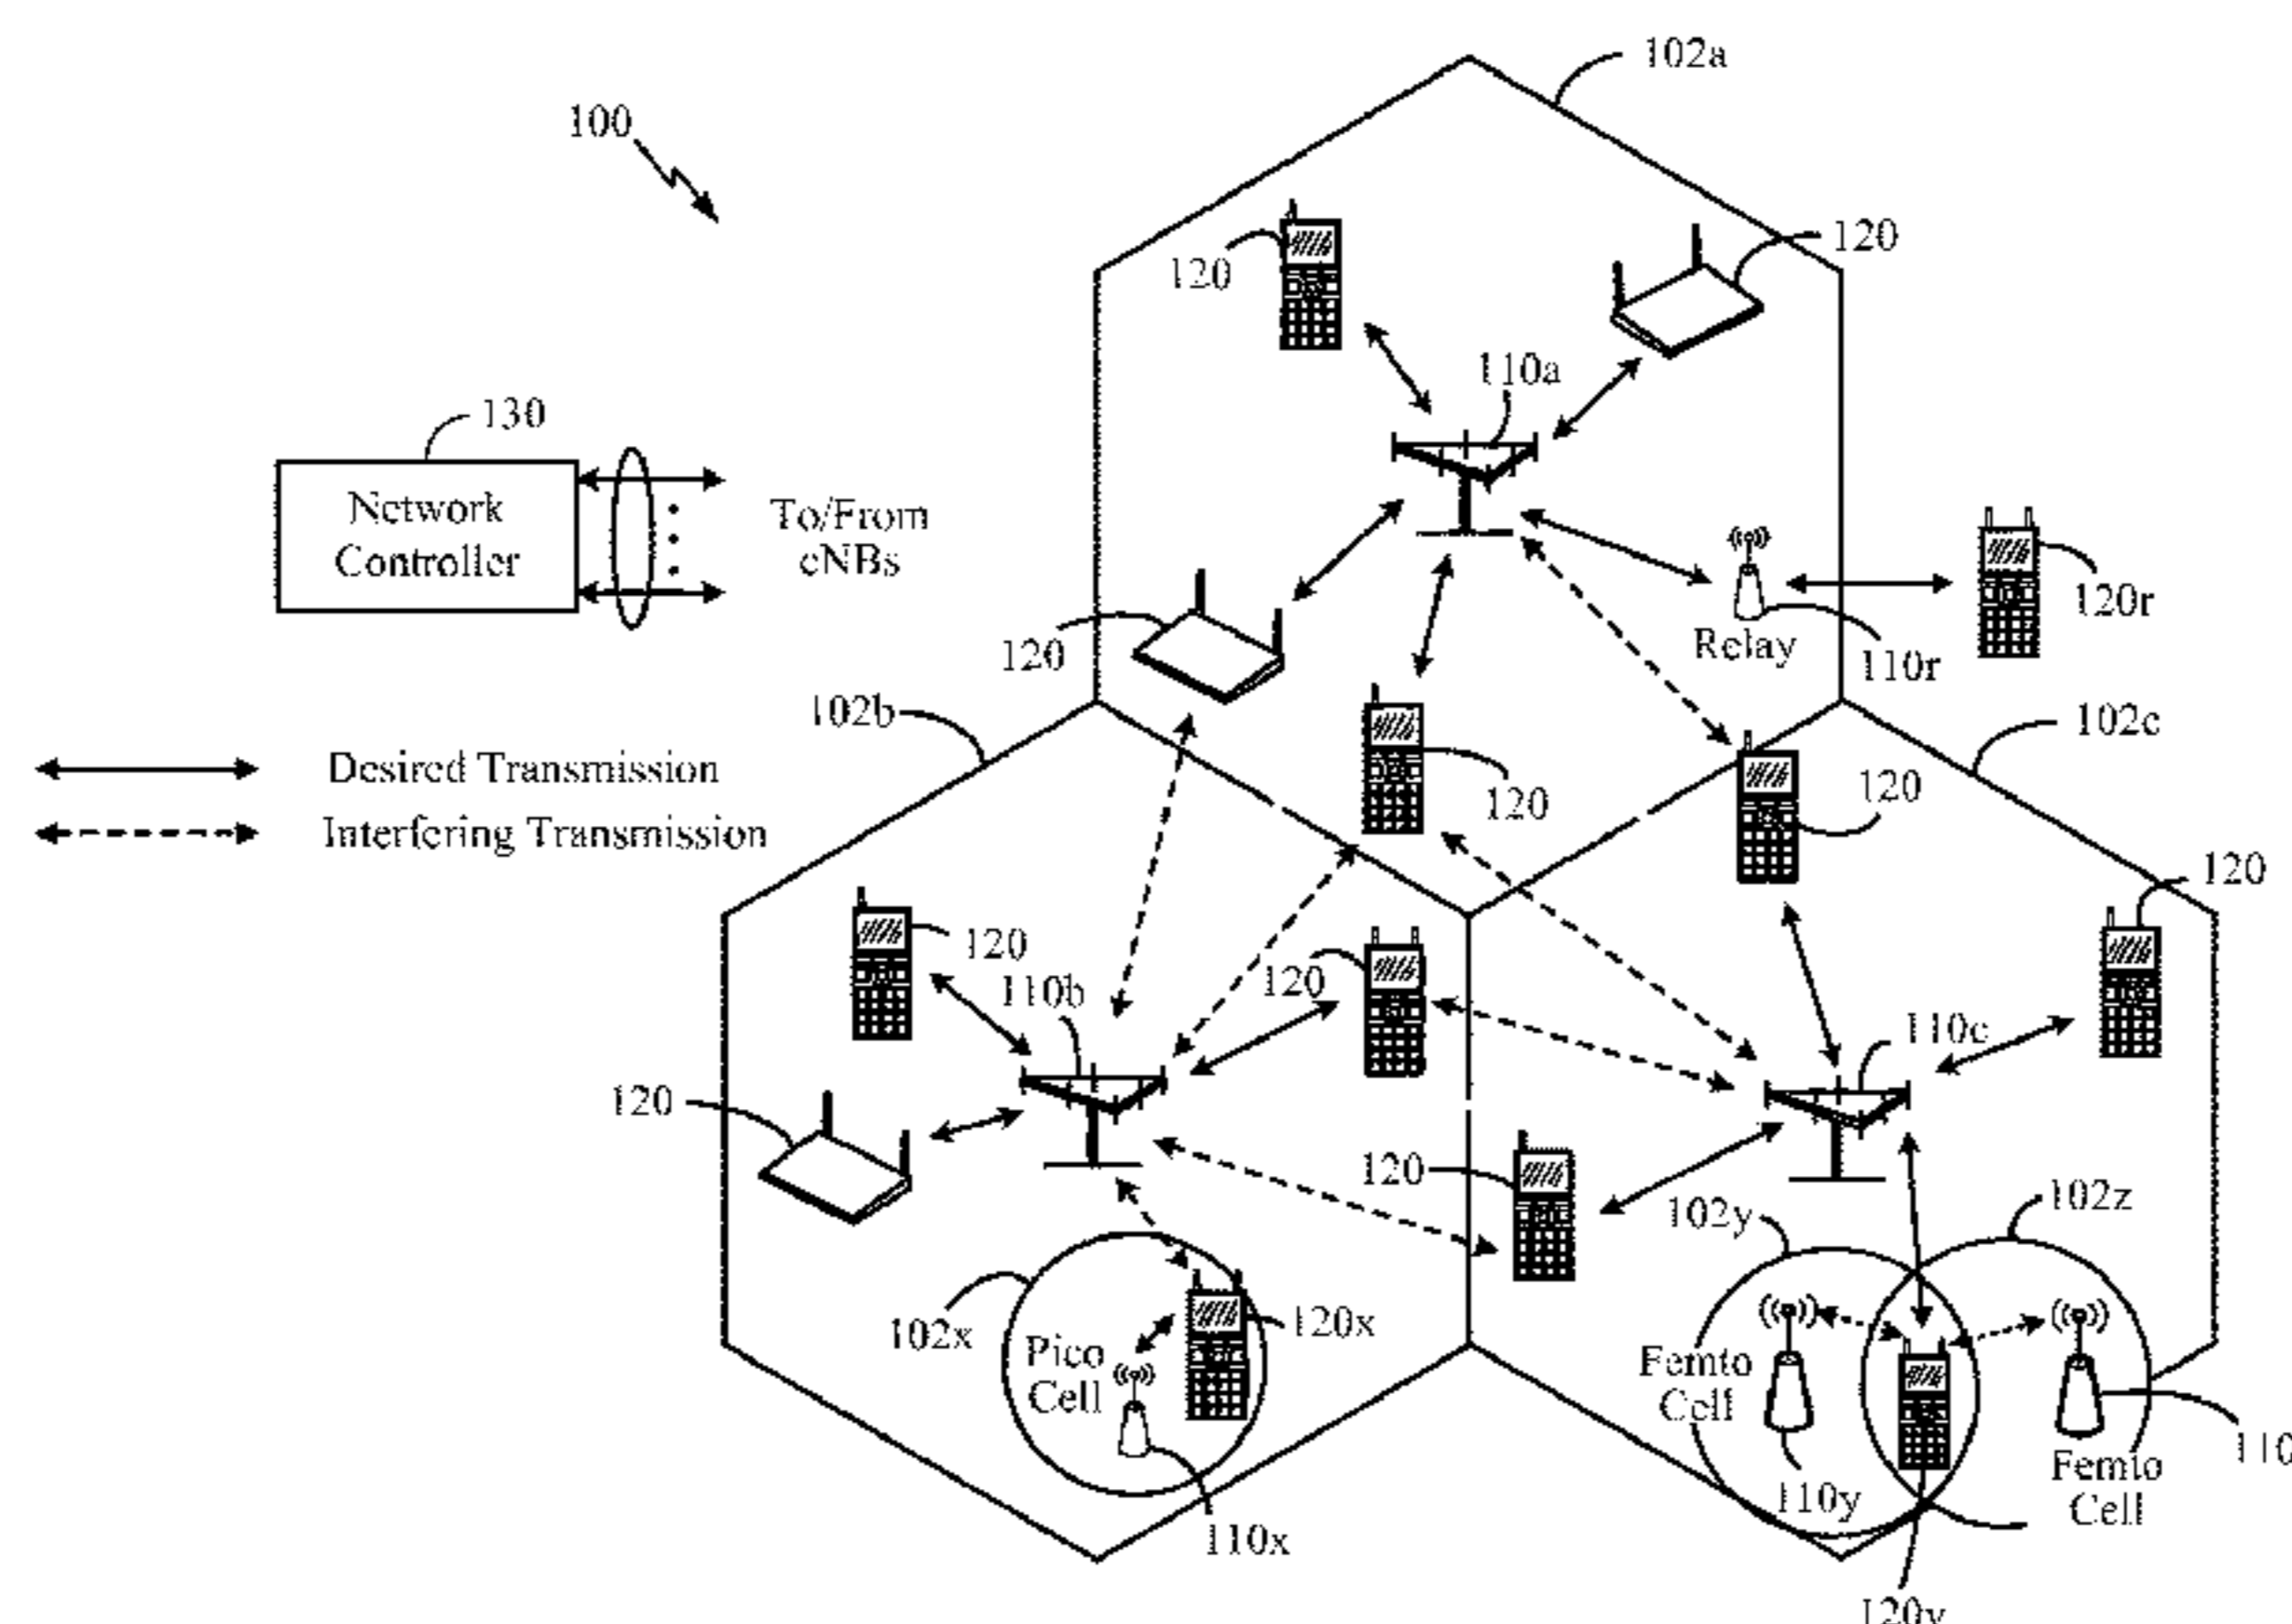 102a
100
120
120
110a
130
Network
Controller
To/From
eNBs
120r
Relay
110r
120
102b
102c
Desired Transmission
Interfering Transmission
120
120
120
120
110b
120
110c
120
120
102y
102z
102x
120x
Pico
Cell
Femto
Cell
110y
Femto
Cell
110
110x
120y